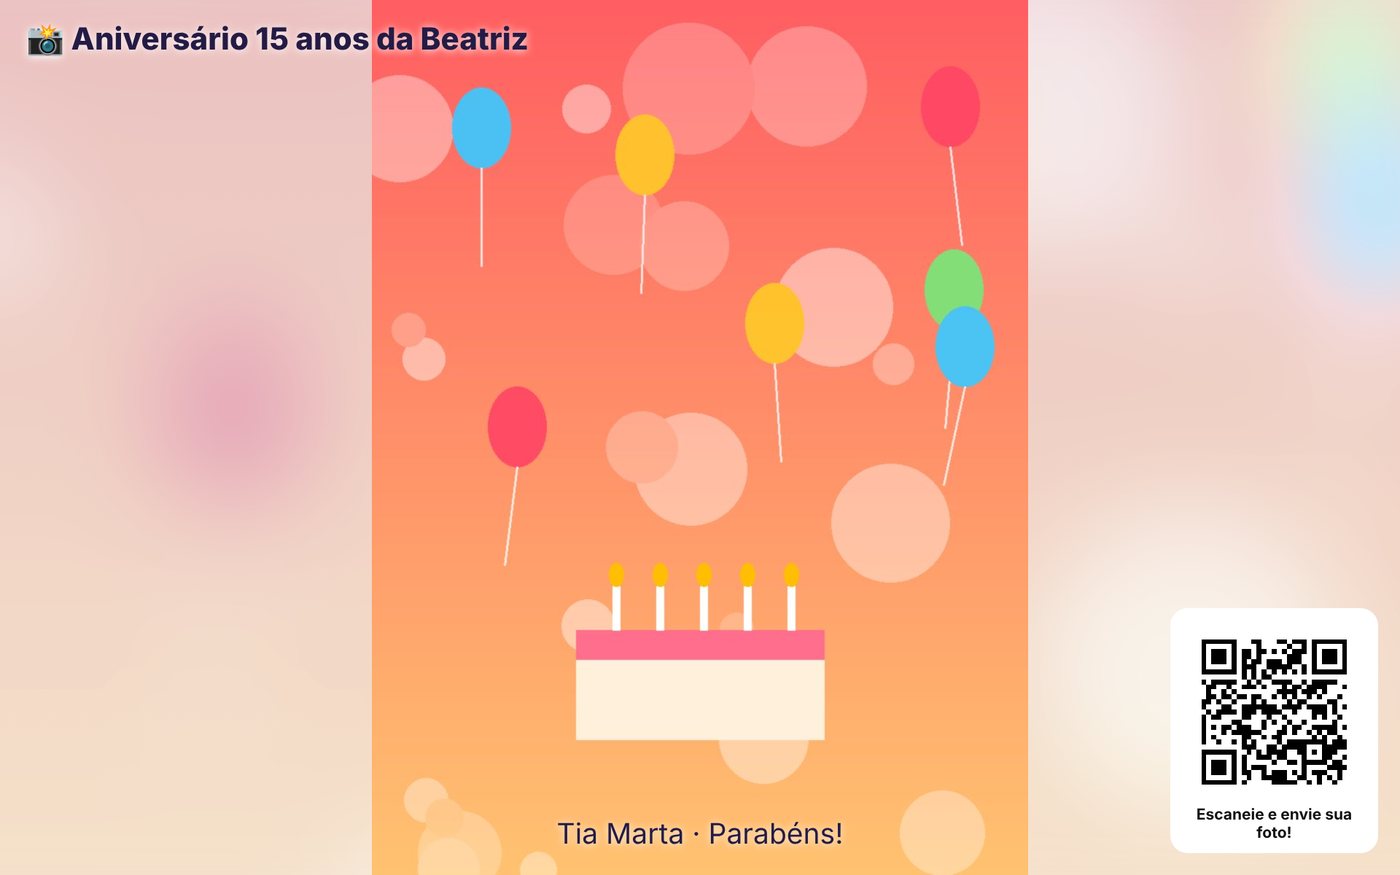 📸 Aniversário 15 anos da Beatriz
Tia Marta · Parabéns!
Escaneie e envie sua
foto!